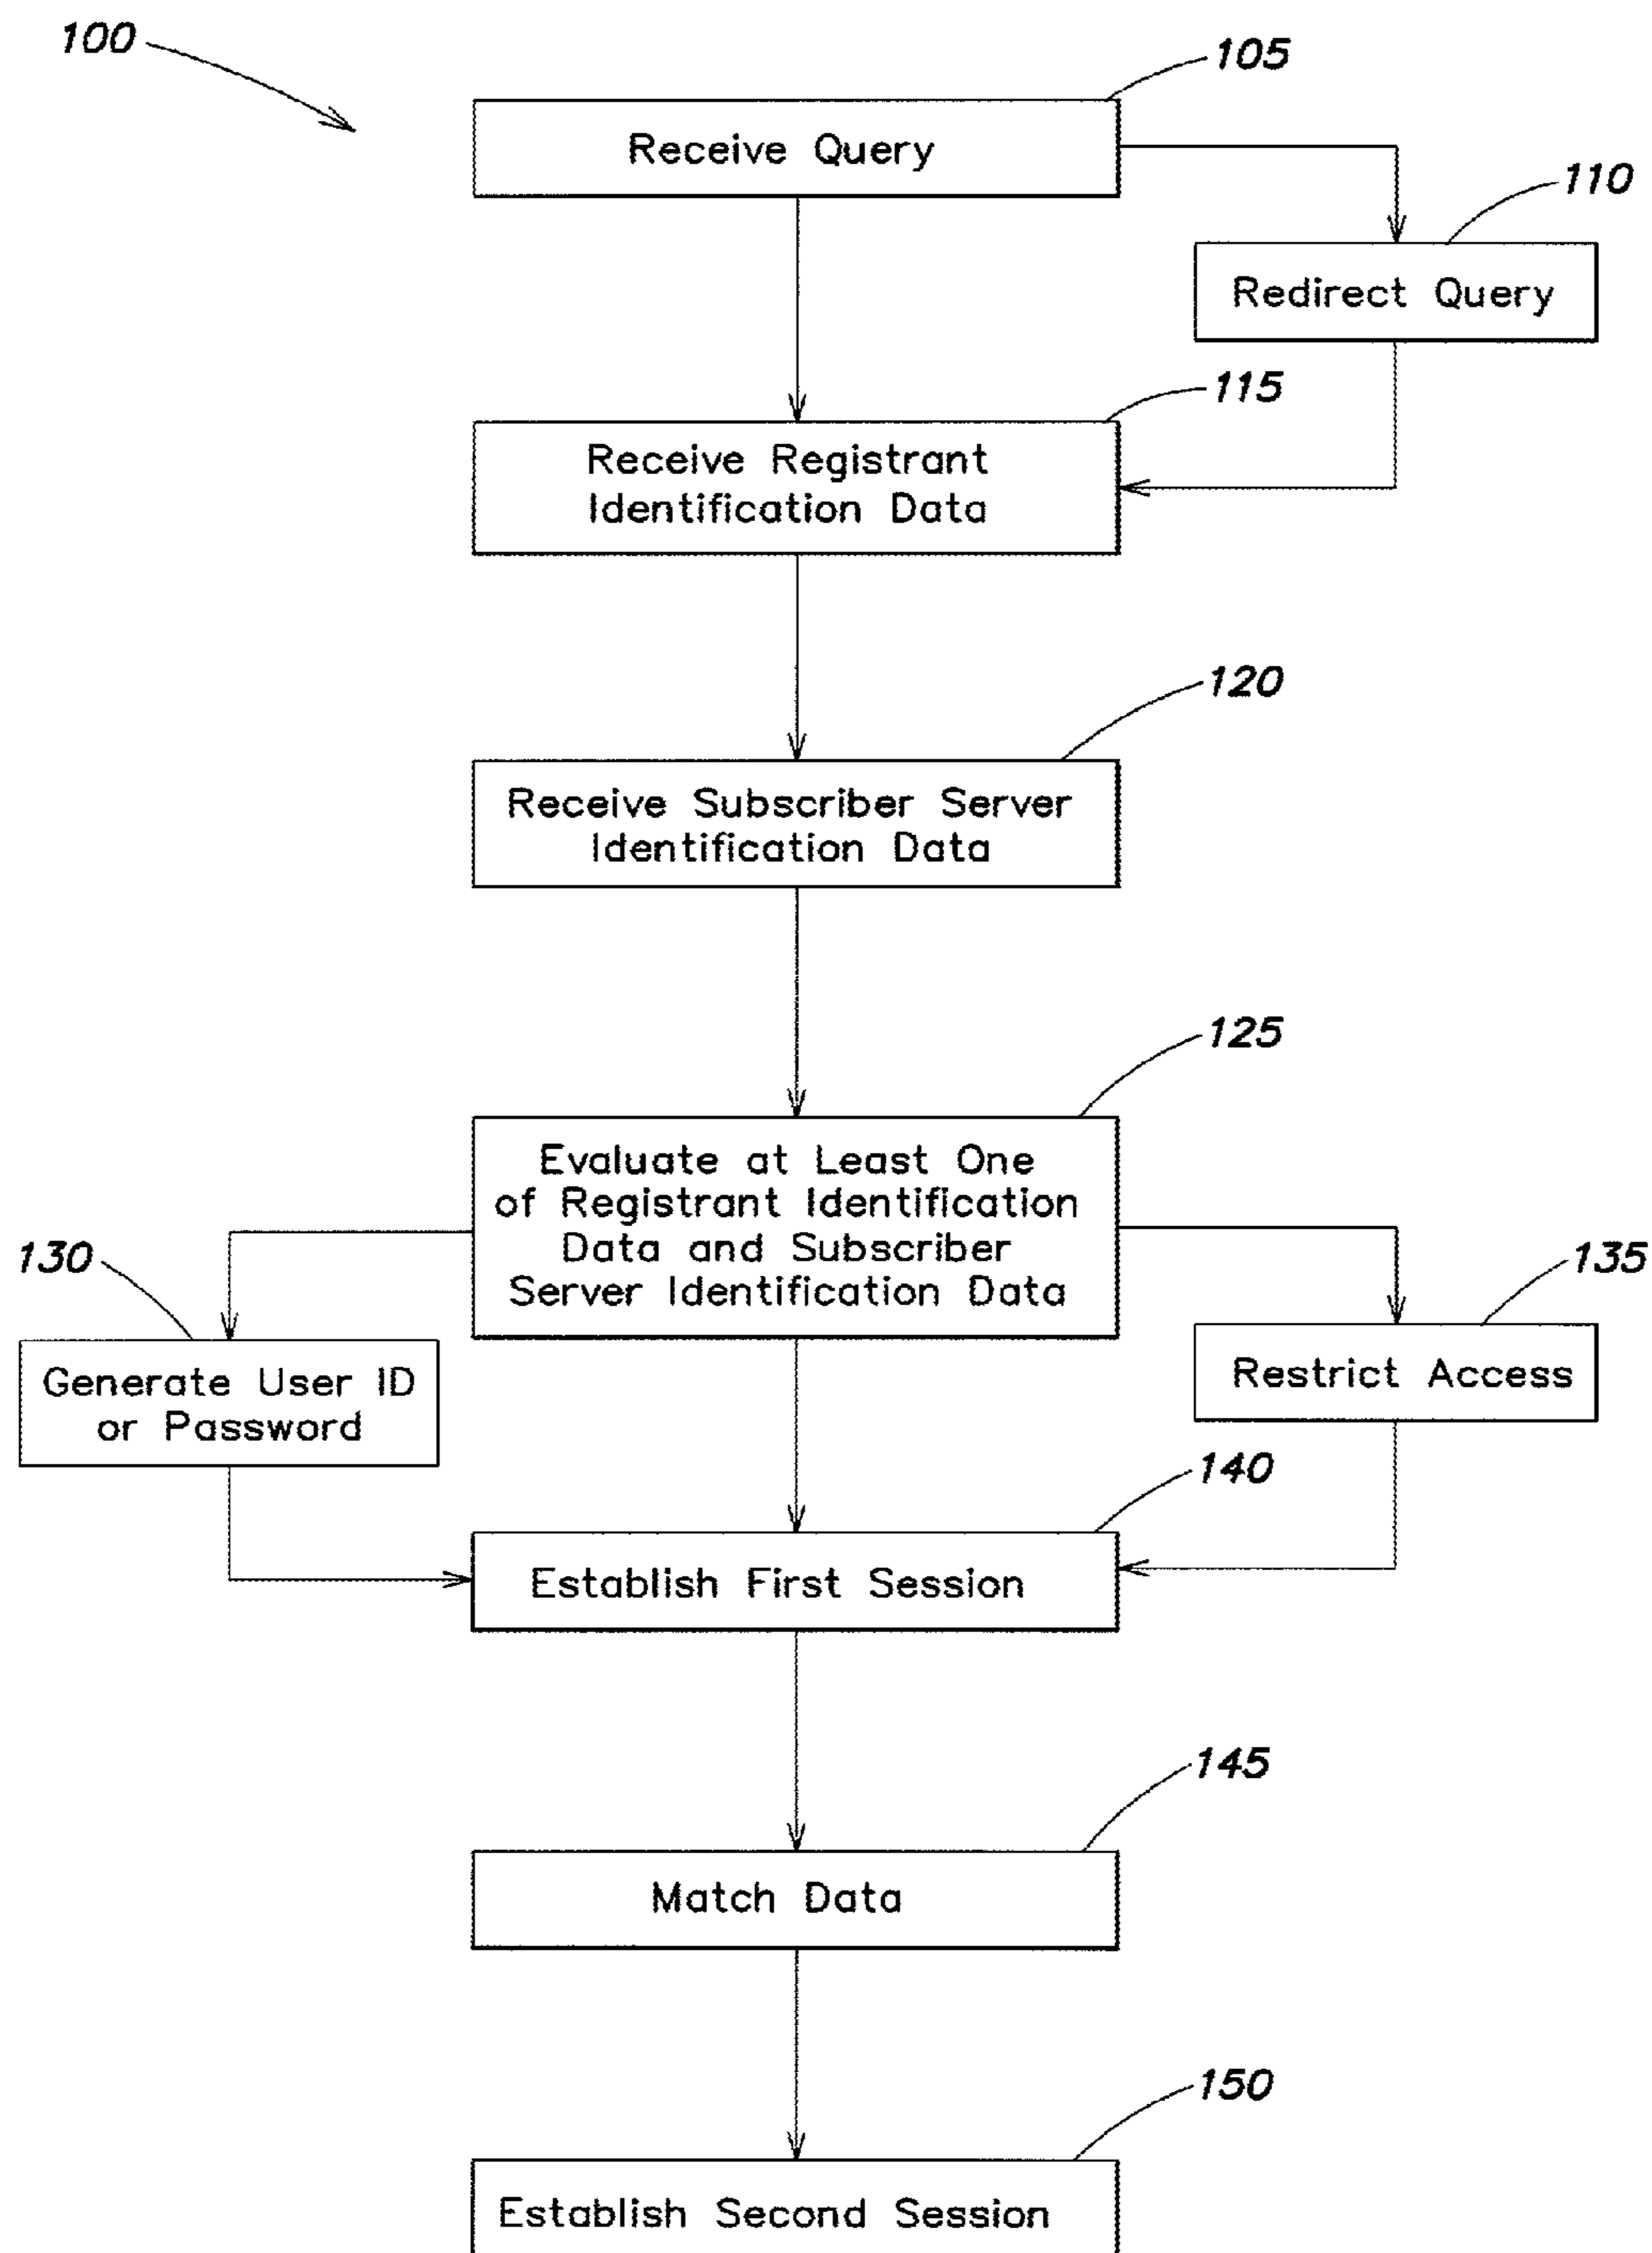 100
105
Receive Query
110
Redirect Query
115
Receive Registrant
Identification Data
120
Receive Subscriber Server
Identification Data
125
Evaluate at Least One
of Registrant Identification
Data and Subscriber
Server Identification Data
130
Generate User ID
or Password
135
Restrict Access
140
Establish First Session
145
Match Data
150
Establish Second Session